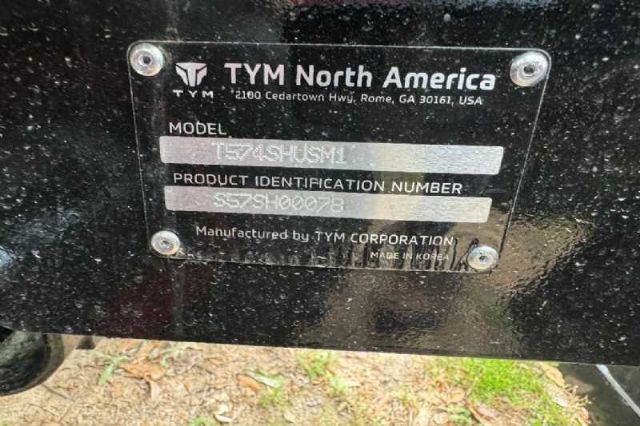 TYM TYM North America
2100 Cedartown Hwy, Rome, GA 30161, USA
MODEL
T574SHUSM1
PRODUCT IDENTIFICATION NUMBER
S57SH00078
Manufactured by TYM CORPORATION
MADE IN KOREA